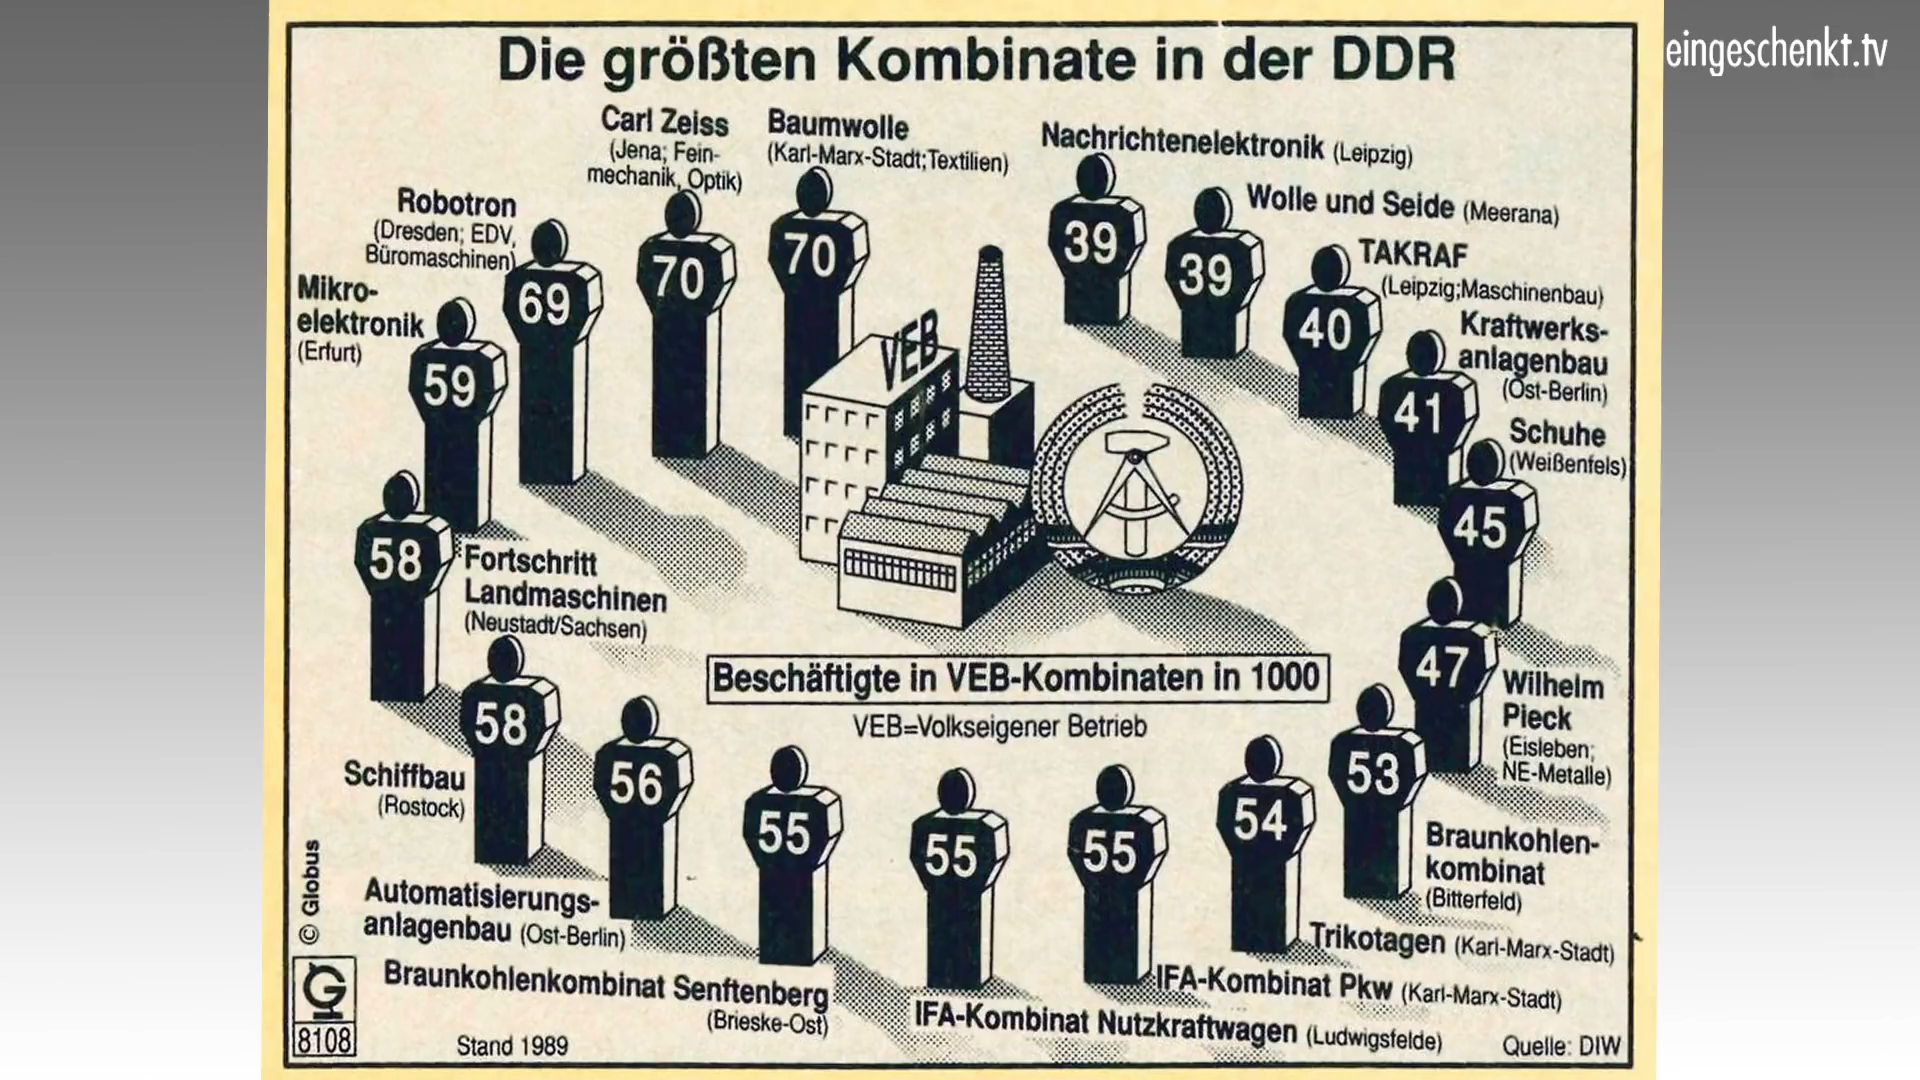 eingeschenkt.tv
Die größten Kombinate in der DDR
Carl Zeiss
(Jena; Fein-
mechanik, Optik)
70
Baumwolle
(Karl-Marx-Stadt;Textilien)
70
Nachrichtenelektronik (Leipzig)
39
Wolle und Seide (Meerana)
39
Robotron
(Dresden; EDV,
Büromaschinen)
69
TAKRAF
(Leipzig;Maschinenbau)
40
Mikro-
elektronik
(Erfurt)
59
Kraftwerks-
anlagenbau
(Ost-Berlin)
41
VEB
Schuhe
(Weißenfels)
45
58
Fortschritt
Landmaschinen
(Neustadt/Sachsen)
Beschäftigte in VEB-Kombinaten in 1000
VEB=Volkseigener Betrieb
47
Wilhelm
Pieck
(Eisleben;
NE-Metalle)
58
Schiffbau
(Rostock)
56
55
55
55
54
53
Braunkohlen-
kombinat
(Bitterfeld)
Automatisierungs-
anlagenbau (Ost-Berlin)
Trikotagen (Karl-Marx-Stadt)
Braunkohlenkombinat Senftenberg
(Brieske-Ost)
IFA-Kombinat Pkw (Karl-Marx-Stadt)
IFA-Kombinat Nutzkraftwagen (Ludwigsfelde)
© Globus
G
8108
Stand 1989
Quelle: DIW